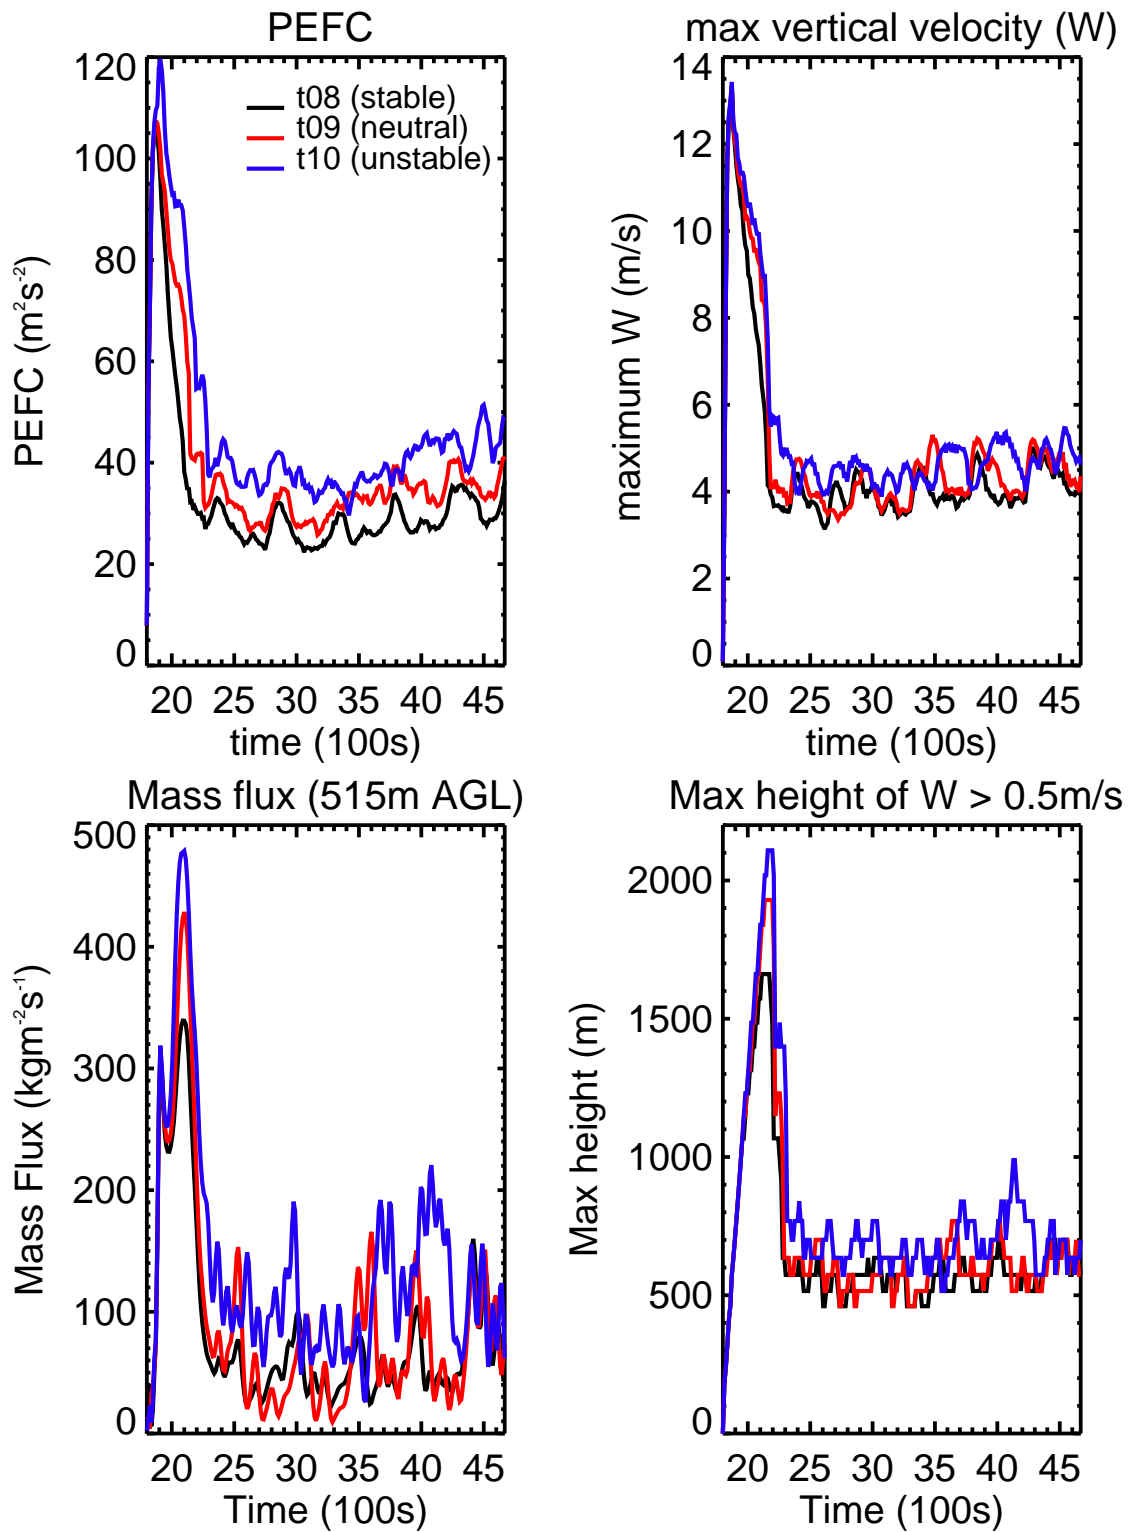 PEFC
120
100
80
60
40
20
0
PEFC (m²s⁻²)
t08 (stable)
t09 (neutral)
t10 (unstable)
20 25 30 35 40 45
time (100s)
max vertical velocity (W)
14
12
10
8
6
4
2
0
maximum W (m/s)
20 25 30 35 40 45
time (100s)
Mass flux (515m AGL)
500
400
300
200
100
0
Mass Flux (kgm⁻²s⁻¹)
20 25 30 35 40 45
Time (100s)
Max height of W > 0.5m/s
2000
1500
1000
500
0
Max height (m)
20 25 30 35 40 45
Time (100s)